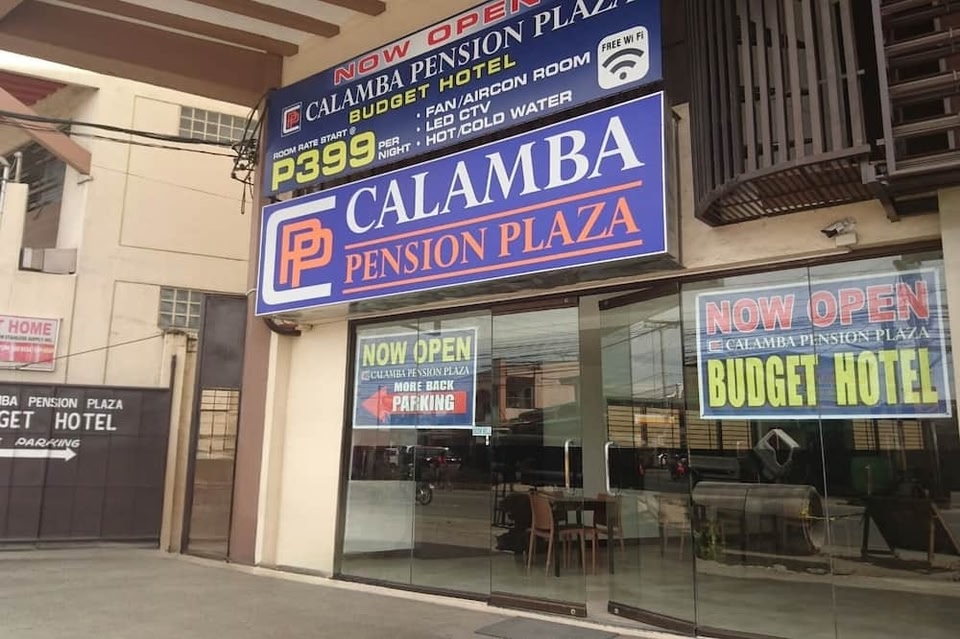 NOW OPEN
CALAMBA PENSION PLAZA
BUDGET HOTEL
FREE Wi Fi
ROOM RATE START @
P399 PER NIGHT
: FAN/AIRCON ROOM
: LED CTV
: HOT/COLD WATER
CPP CALAMBA
PENSION PLAZA
NOW OPEN
CALAMBA PENSION PLAZA
MORE BACK
PARKING
NOW OPEN
CALAMBA PENSION PLAZA
BUDGET HOTEL
T HOME
BA PENSION PLAZA
GET HOTEL
PARKING